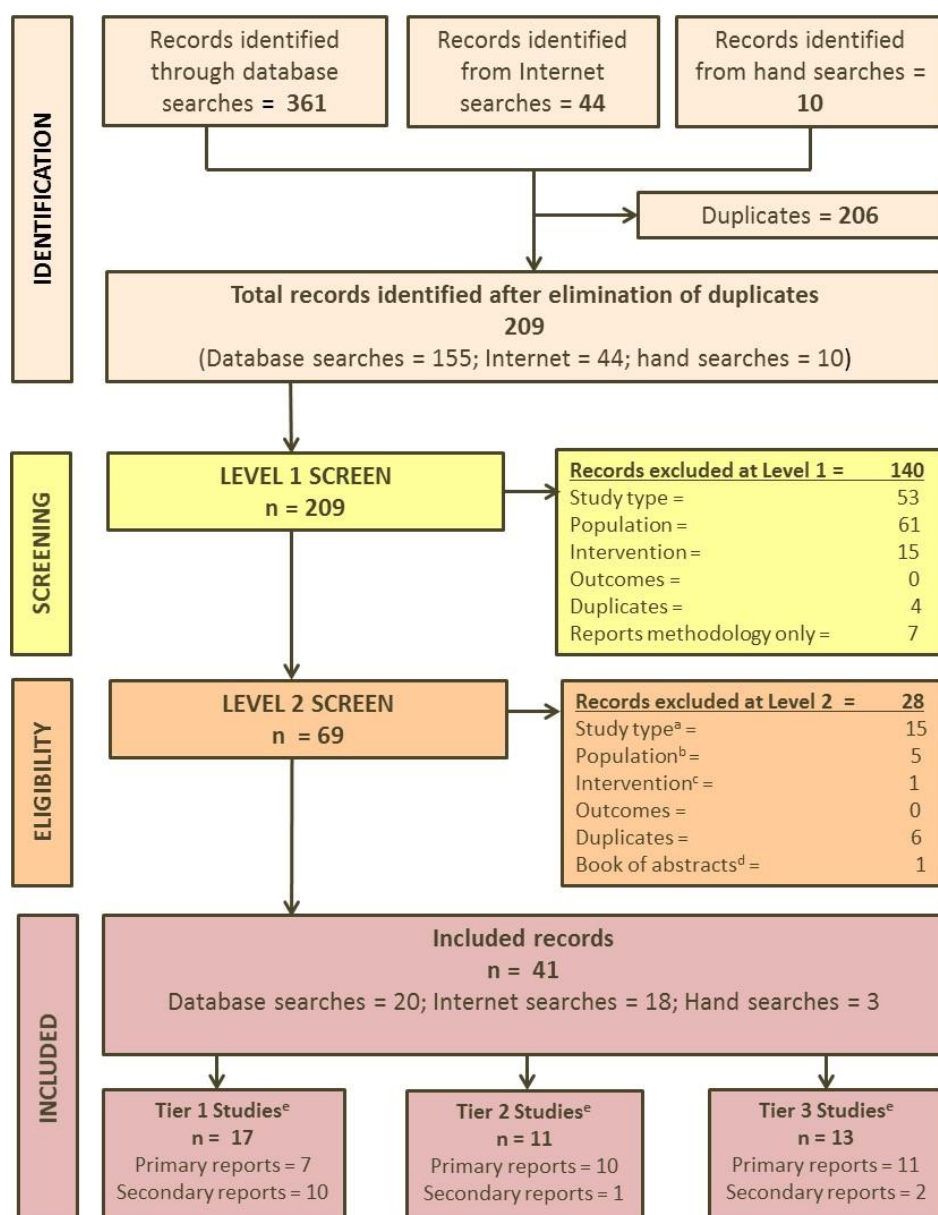 IDENTIFICATION
Records identified
through database
searches = 361
Records identified
from Internet
searches = 44
Records identified
from hand searches =
10
Duplicates = 206
Total records identified after elimination of duplicates
209
(Database searches = 155; Internet = 44; hand searches = 10)
SCREENING
LEVEL 1 SCREEN
n = 209
Records excluded at Level 1 = 140
Study type = 53
Population = 61
Intervention = 15
Outcomes = 0
Duplicates = 4
Reports methodology only = 7
ELIGIBILITY
LEVEL 2 SCREEN
n = 69
Records excluded at Level 2 = 28
Study typeᵃ = 15
Populationᵇ = 5
Interventionᶜ = 1
Outcomes = 0
Duplicates = 6
Book of abstractsᵈ = 1
INCLUDED
Included records
n = 41
Database searches = 20; Internet searches = 18; Hand searches = 3
Tier 1 Studiesᵉ
n = 17
Primary reports = 7
Secondary reports = 10
Tier 2 Studiesᵉ
n = 11
Primary reports = 10
Secondary reports = 1
Tier 3 Studiesᵉ
n = 13
Primary reports = 11
Secondary reports = 2